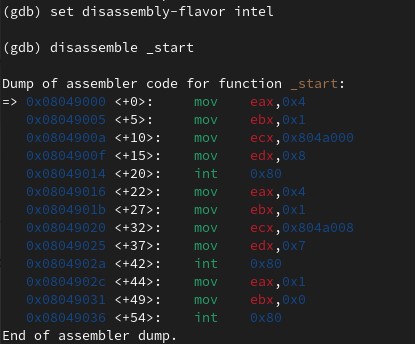 (gdb) set disassembly-flavor intel
(gdb) disassemble _start
Dump of assembler code for function _start:
=> 0x08049000 <+0>:     mov    eax,0x4
   0x08049005 <+5>:     mov    ebx,0x1
   0x0804900a <+10>:    mov    ecx,0x804a000
   0x0804900f <+15>:    mov    edx,0x8
   0x08049014 <+20>:    int    0x80
   0x08049016 <+22>:    mov    eax,0x4
   0x0804901b <+27>:    mov    ebx,0x1
   0x08049020 <+32>:    mov    ecx,0x804a008
   0x08049025 <+37>:    mov    edx,0x7
   0x0804902a <+42>:    int    0x80
   0x0804902c <+44>:    mov    eax,0x1
   0x08049031 <+49>:    mov    ebx,0x0
   0x08049036 <+54>:    int    0x80
End of assembler dump.